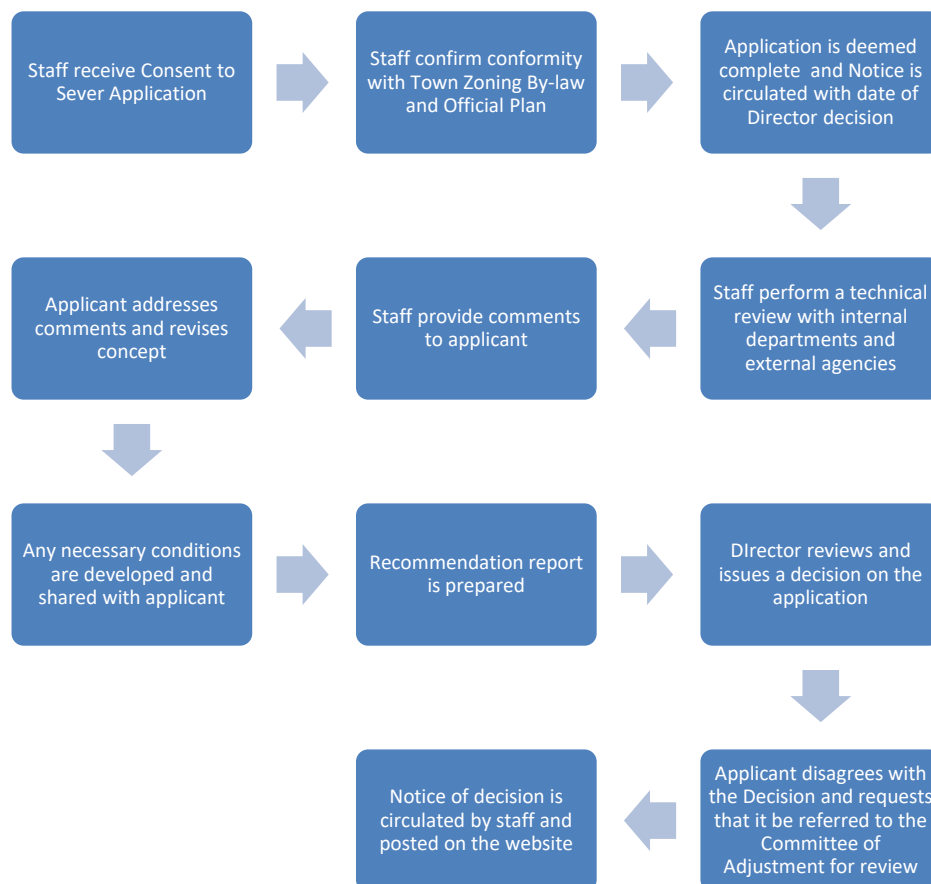 Staff receive Consent to
Sever Application
Staff confirm conformity
with Town Zoning By-law
and Official Plan
Application is deemed
complete and Notice is
circulated with date of
Director decision
Staff perform a technical
review with internal
departments and
external agencies
Staff provide comments
to applicant
Applicant addresses
comments and revises
concept
Any necessary conditions
are developed and
shared with applicant
Recommendation report
is prepared
DIrector reviews and
issues a decision on the
application
Applicant disagrees with
the Decision and requests
that it be referred to the
Committee of
Adjustment for review
Notice of decision is
circulated by staff and
posted on the website